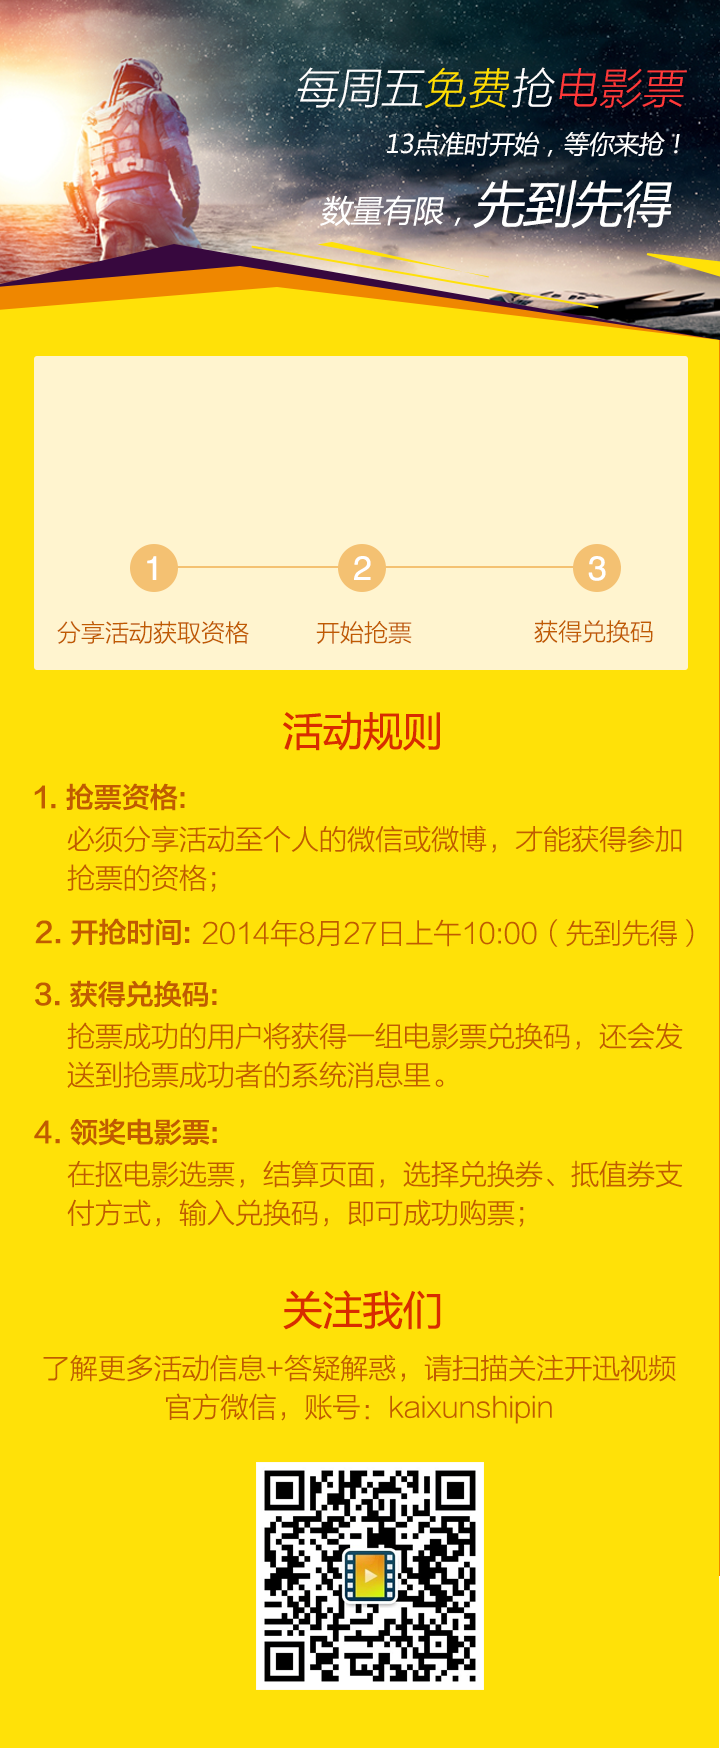 每周五免费抢电影票
13点准时开始，等你来抢！
数量有限，先到先得
1 2 3
分享活动获取资格 开始抢票 获得兑换码
活动规则
1. 抢票资格:
必须分享活动至个人的微信或微博，才能获得参加
抢票的资格；
2. 开抢时间: 2014年8月27日上午10:00（先到先得）
3. 获得兑换码:
抢票成功的用户将获得一组电影票兑换码，还会发
送到抢票成功者的系统消息里。
4. 领奖电影票:
在抠电影选票，结算页面，选择兑换券、抵值券支
付方式，输入兑换码，即可成功购票；
关注我们
了解更多活动信息+答疑解惑，请扫描关注开迅视频
官方微信，账号：kaixunshipin